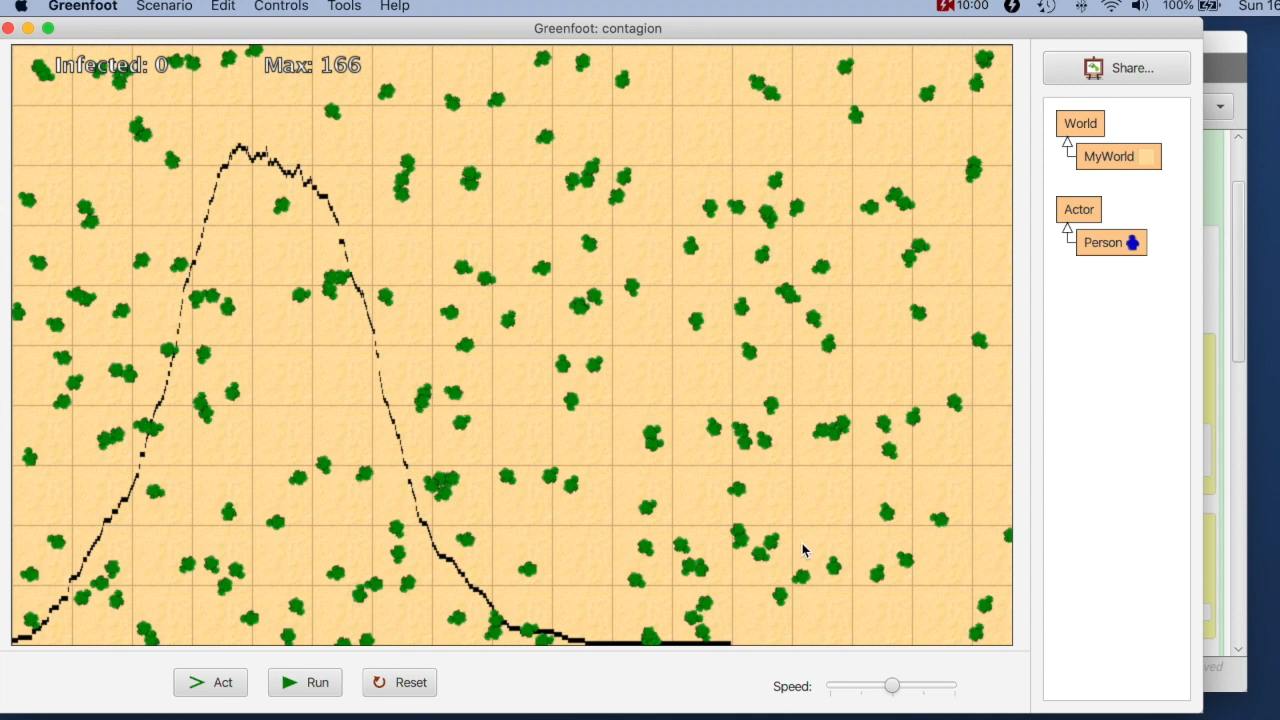 Greenfoot Scenario Edit Controls Tools Help 10:00 100% Sun 16
Greenfoot: contagion
Infected: 0 Max: 166
Share...
World
MyWorld
Actor
Person
Act Run Reset Speed:
ved